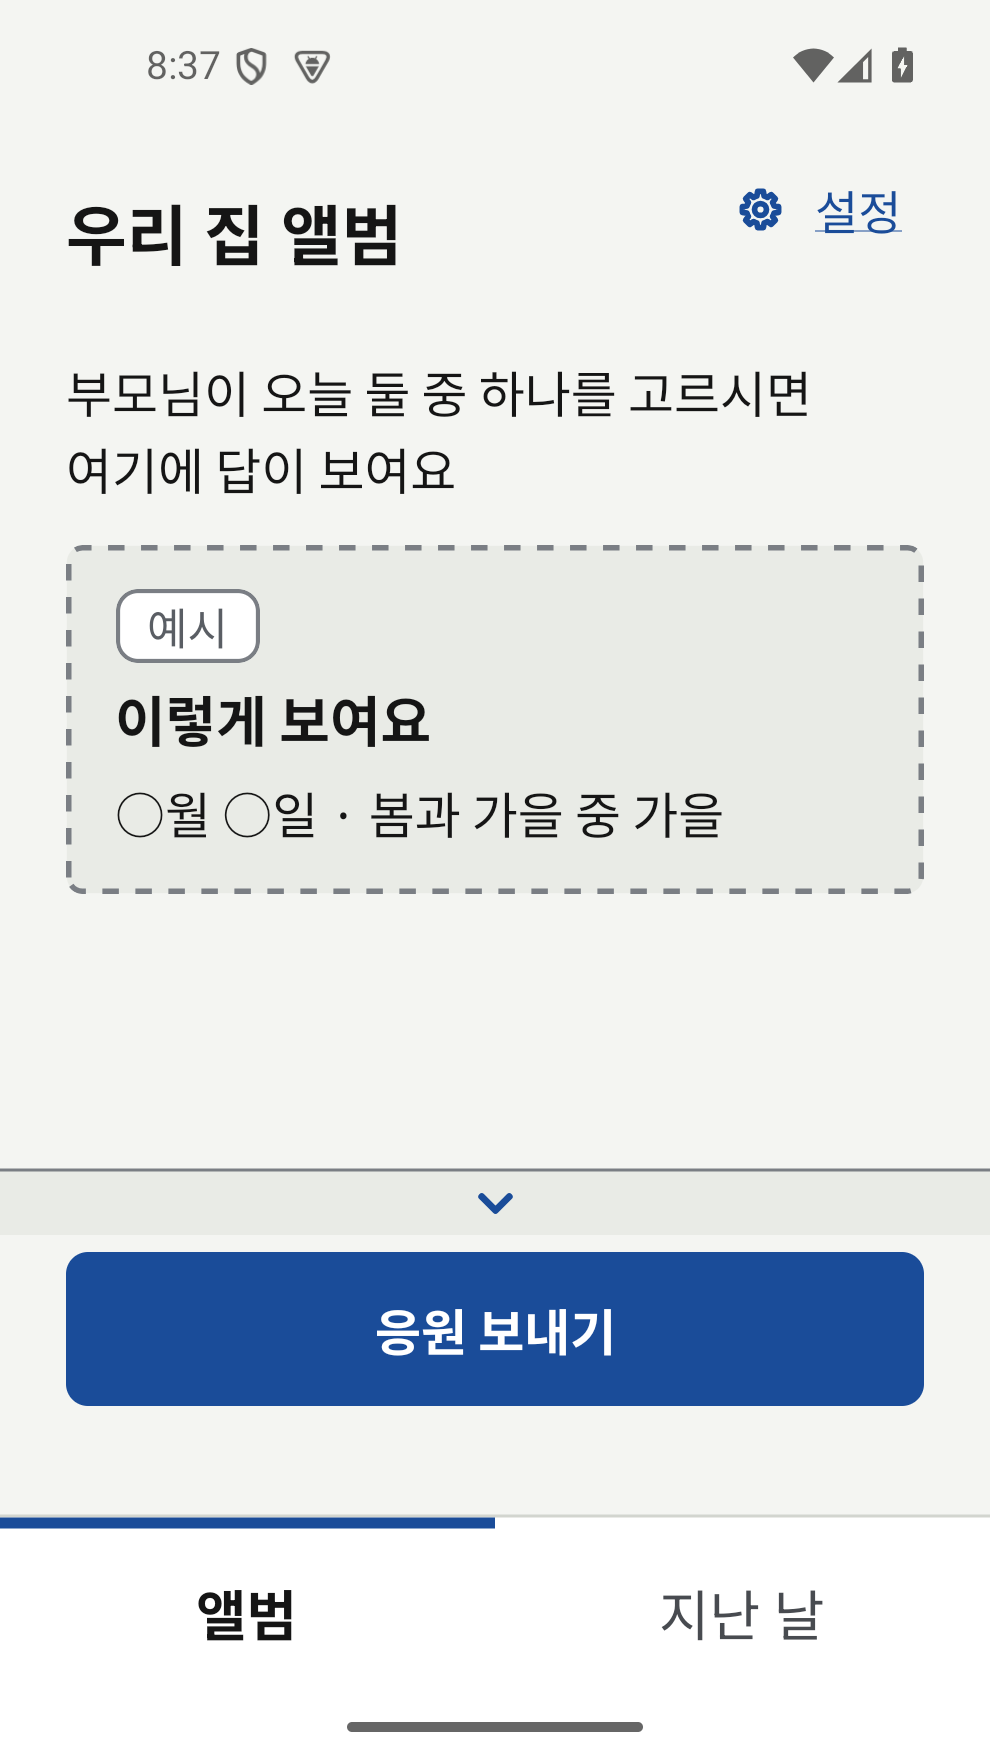 8:37
우리 집 앨범
설정
부모님이 오늘 둘 중 하나를 고르시면
여기에 답이 보여요
예시
이렇게 보여요
◯월 ◯일 · 봄과 가을 중 가을
응원 보내기
앨범
지난 날